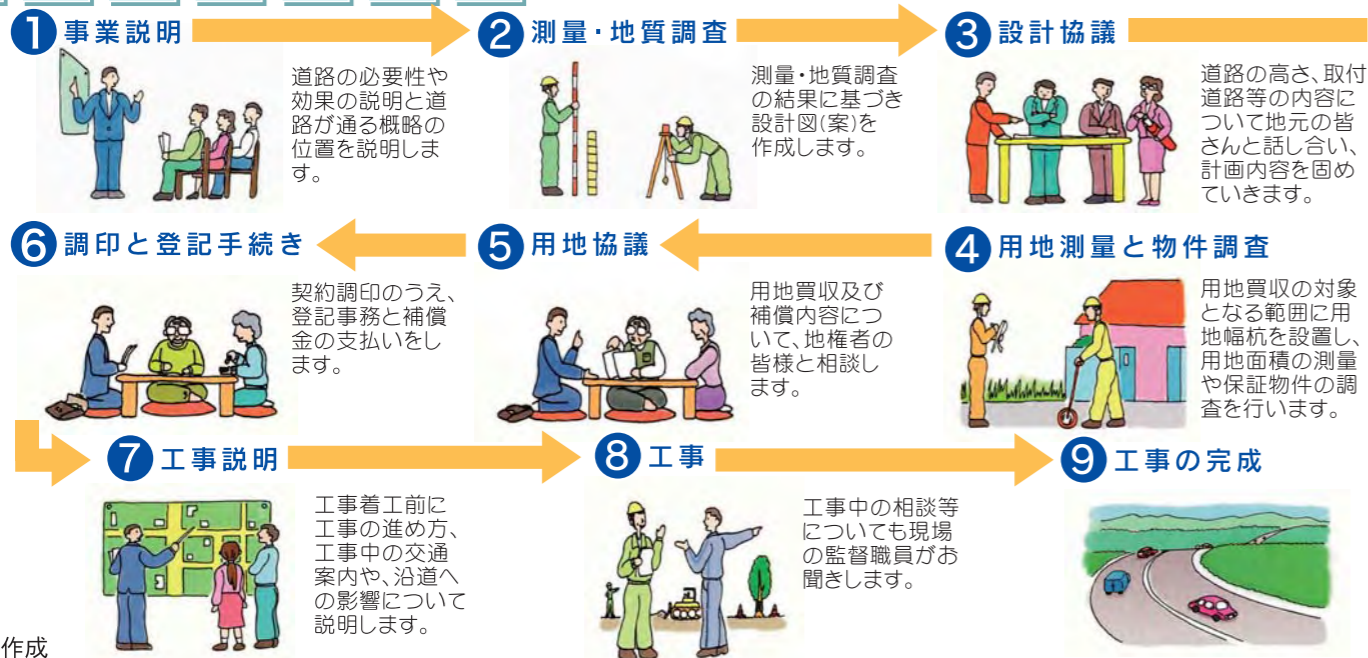 ❶事業説明
道路の必要性や
効果の説明と道
路が通る概略の
位置を説明しま
す。
❷測量・地質調査
測量・地質調査
の結果に基づき
設計図(案)を
作成します。
❸設計協議
道路の高さ、取付
道路等の内容に
ついて地元の皆
さんと話し合い、
計画内容を固め
ていきます。
❹用地測量と物件調査
用地買収の対象
となる範囲に用
地幅杭を設置し、
用地面積の測量
や保証物件の調
査を行います。
❺用地協議
用地買収及び
補償内容につ
いて、地権者の
皆様と相談し
ます。
❻調印と登記手続き
契約調印のうえ、
登記事務と補償
金の支払いをし
ます。
❼工事説明
工事着工前に
工事の進め方、
工事中の交通
案内や、沿道へ
の影響について
説明します。
❽工事
工事中の相談等
についても現場
の監督職員がお
聞きします。
❾工事の完成
作成